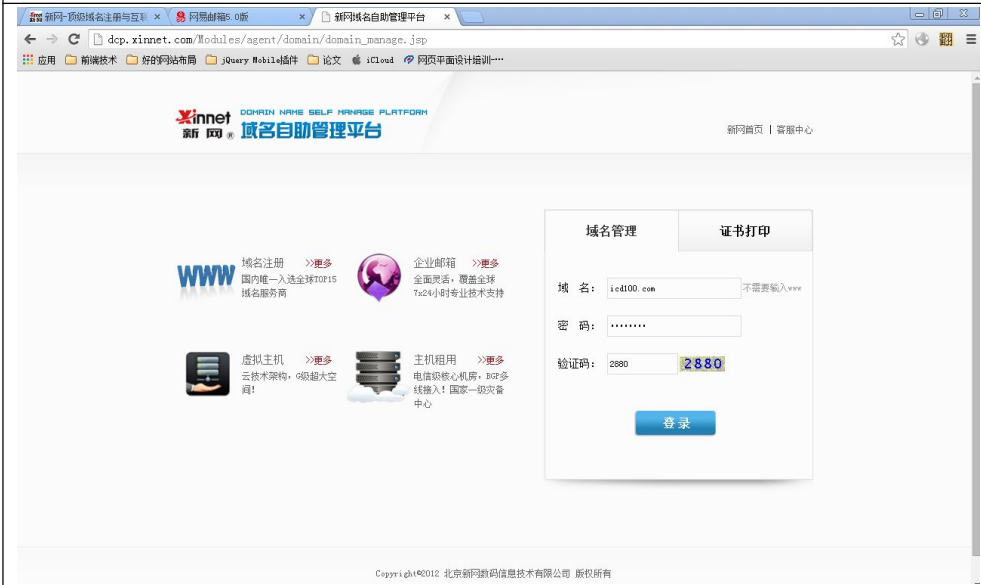 新网-顶级域名注册与互联
网易邮箱5.0版
新网域名自助管理平台
dcp.xinnet.com/Modules/agent/domain/domain_manage.jsp
应用 前端技术 好的网站布局 jQuery Mobile插件 论文 iCloud 网页平面设计培训一…
Xinnet
新 网 ®
DOMAIN NAME SELF MANAGE PLATFORM
域名自助管理平台
新网首页 | 客服中心
域名管理
证书打印
WWW
域名注册 >>更多
国内唯一入选全球TOP15
域名服务商
企业邮箱 >>更多
全面灵活,覆盖全球
7x24小时专业技术支持
域 名: icd100.com 不需要输入www
密 码: ••••••••
验证码: 2880 2880
虚拟主机 >>更多
云技术架构,G级超大空
间!
主机租用 >>更多
电信级核心机房,BGP多
线接入!国家一级灾备
中心
登 录
Copyright©2012 北京新网数码信息技术有限公司 版权所有